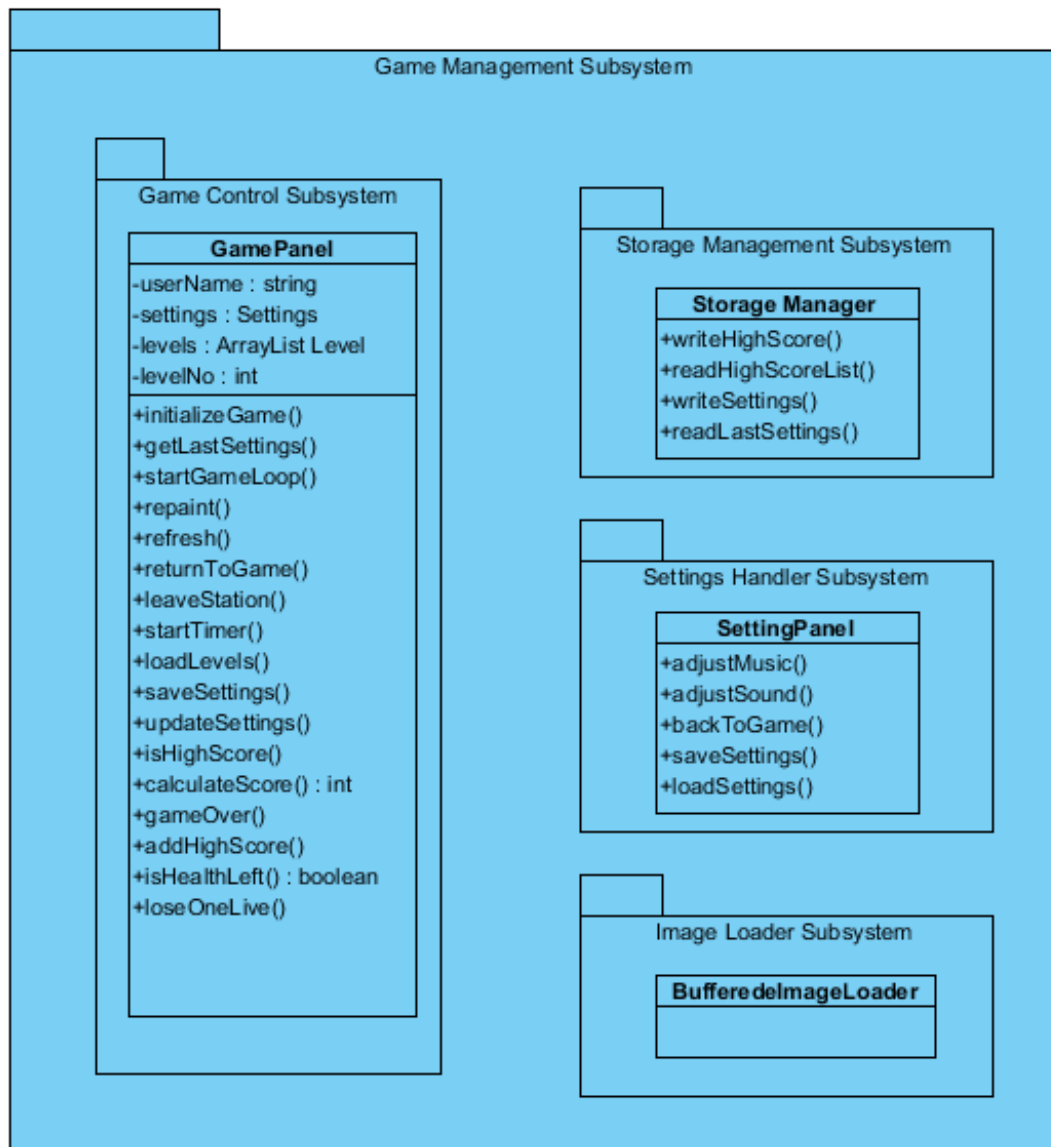 Game Management Subsystem
Game Control Subsystem
GamePanel
-userName : string
-settings : Settings
-levels : ArrayList Level
-levelNo : int
+initializeGame()
+getLastSettings()
+startGameLoop()
+repaint()
+refresh()
+returnToGame()
+leaveStation()
+startTimer()
+loadLevels()
+saveSettings()
+updateSettings()
+isHighScore()
+calculateScore() : int
+gameOver()
+addHighScore()
+isHealthLeft() : boolean
+loseOneLive()
Storage Management Subsystem
Storage Manager
+writeHighScore()
+readHighScoreList()
+writeSettings()
+readLastSettings()
Settings Handler Subsystem
SettingPanel
+adjustMusic()
+adjustSound()
+backToGame()
+saveSettings()
+loadSettings()
Image Loader Subsystem
BufferedeImageLoader